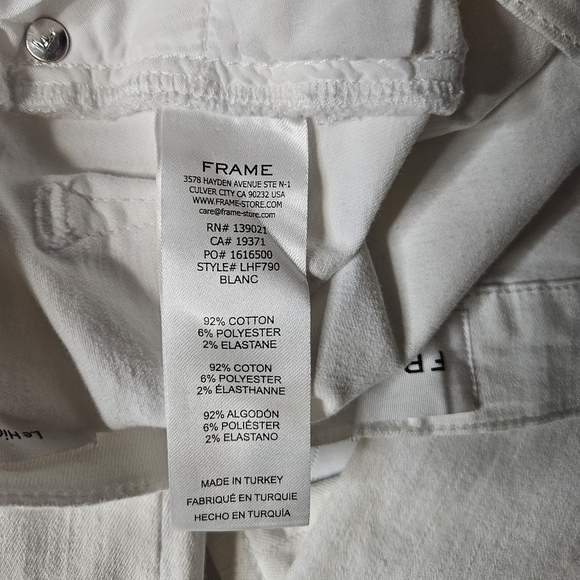 FRAME
3578 HAYDEN AVENUE STE N-1
CULVER CITY CA 90232 USA
WWW.FRAME-STORE.COM
care@frame-store.com
RN# 139021
CA# 19371
PO# 1616500
STYLE# LHF790
BLANC
92% COTTON
6% POLYESTER
2% ELASTANE
92% COTON
6% POLYESTER
2% ÉLASTHANNE
92% ALGODÓN
6% POLIÉSTER
2% ELASTANO
MADE IN TURKEY
FABRIQUÉ EN TURQUIE
HECHO EN TURQUÍA